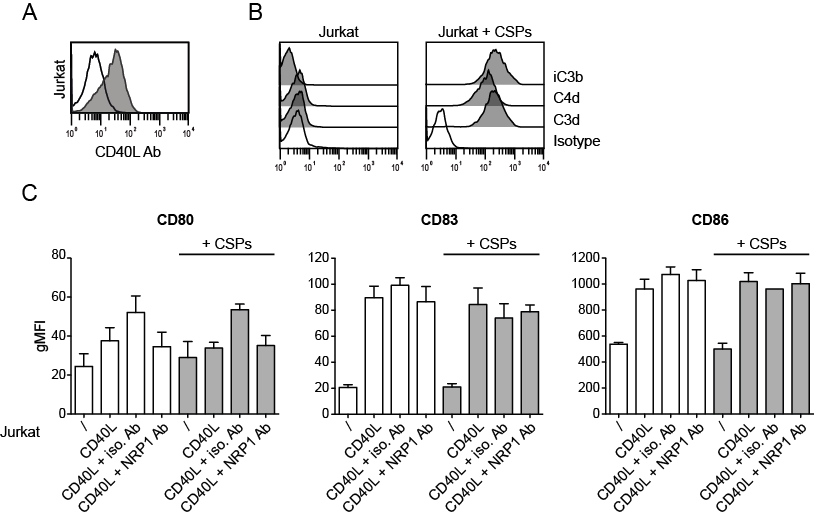 A
B
Jurkat
Jurkat + CSPs
Jurkat
iC3b
C4d
C3d
Isotype
10⁰ 10¹ 10² 10³ 10⁴
CD40L Ab
10⁰ 10¹ 10² 10³ 10⁴
10⁰ 10¹ 10² 10³ 10⁴
C
CD80
+ CSPs
gMFI
80
60
40
20
0
Jurkat
/
CD40L
CD40L + iso. Ab
CD40L + NRP1 Ab
/
CD40L
CD40L + iso. Ab
CD40L + NRP1 Ab
CD83
+ CSPs
120
100
80
60
40
20
0
/
CD40L
CD40L + iso. Ab
CD40L + NRP1 Ab
/
CD40L
CD40L + iso. Ab
CD40L + NRP1 Ab
CD86
+ CSPs
1200
1000
800
600
400
200
0
/
CD40L
CD40L + iso. Ab
CD40L + NRP1 Ab
/
CD40L
CD40L + iso. Ab
CD40L + NRP1 Ab